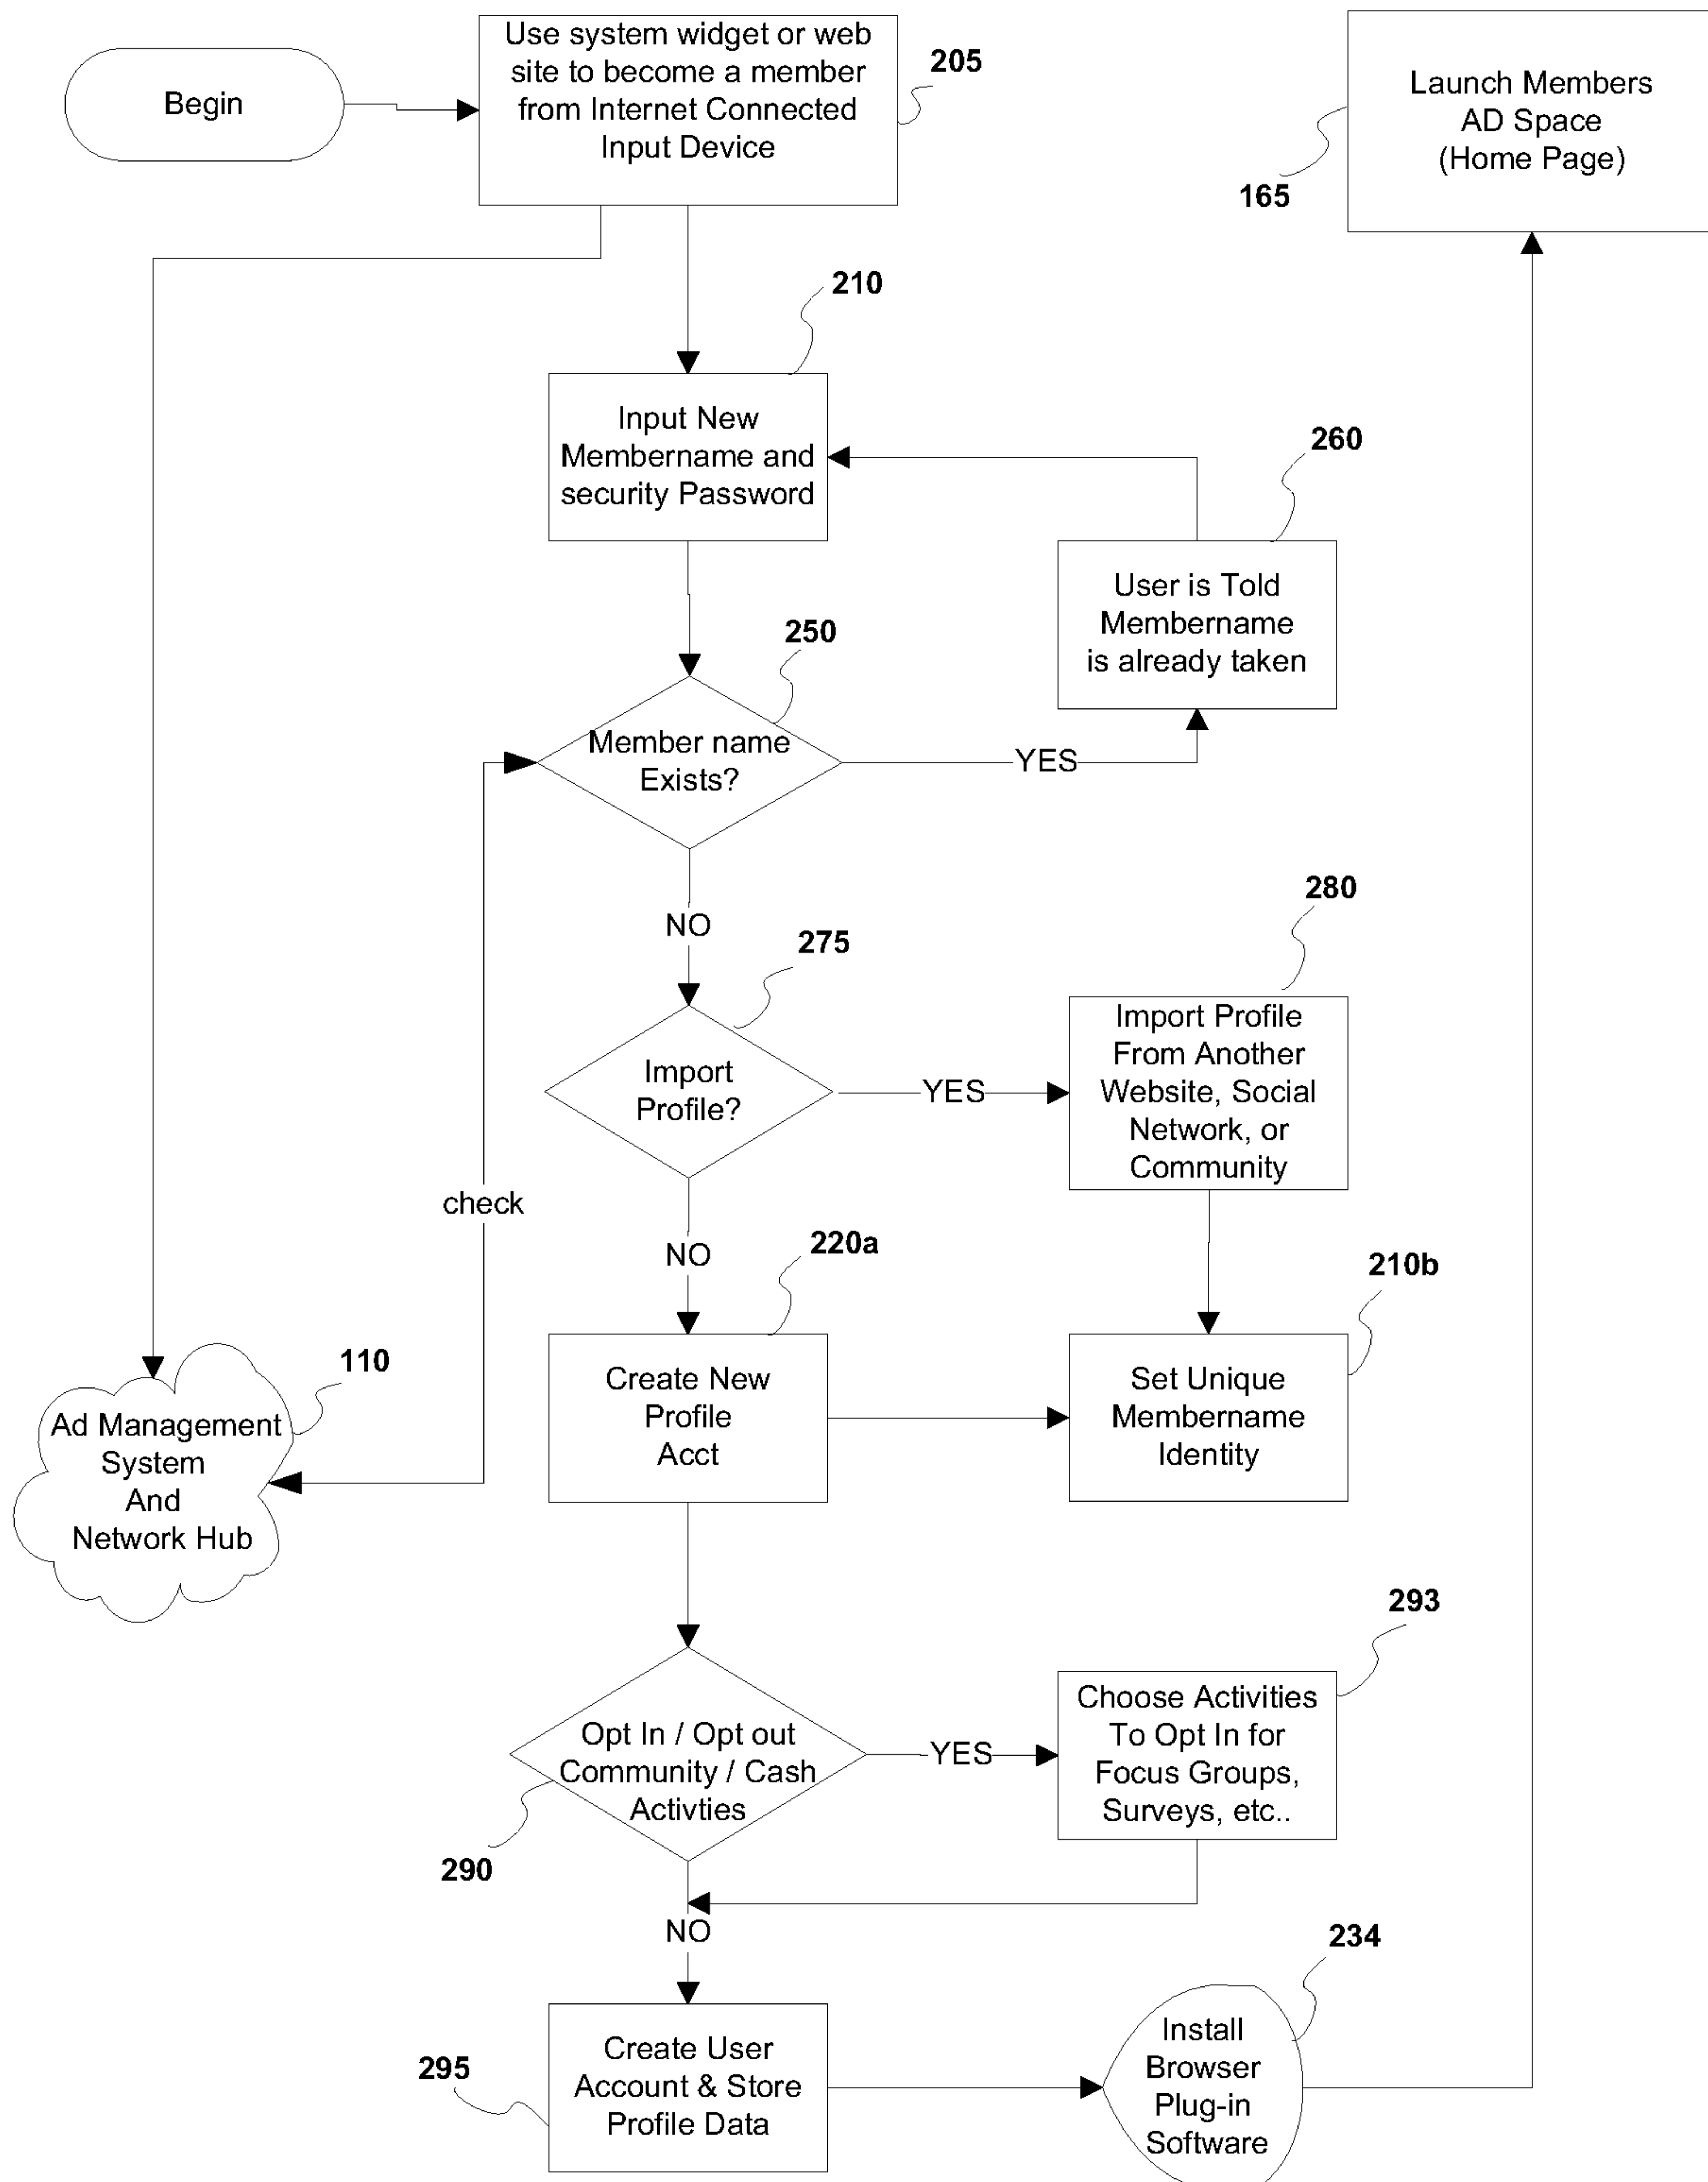 Begin
Use system widget or web
site to become a member
from Internet Connected
Input Device
205
Launch Members
AD Space
(Home Page)
165
210
Input New
Membername and
security Password
260
User is Told
Membername
is already taken
250
Member name
Exists?
YES
NO
275
280
Import
Profile?
YES
Import Profile
From Another
Website, Social
Network, or
Community
check
NO
220a
210b
110
Ad Management
System
And
Network Hub
Create New
Profile
Acct
Set Unique
Membername
Identity
293
Opt In / Opt out
Community / Cash
Activties
YES
Choose Activities
To Opt In for
Focus Groups,
Surveys, etc..
290
NO
234
295
Create User
Account & Store
Profile Data
Install
Browser
Plug-in
Software